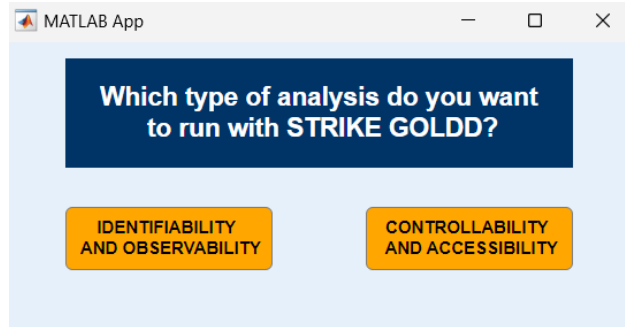 MATLAB App
Which type of analysis do you want
to run with STRIKE GOLDD?
IDENTIFIABILITY
AND OBSERVABILITY
CONTROLLABILITY
AND ACCESSIBILITY